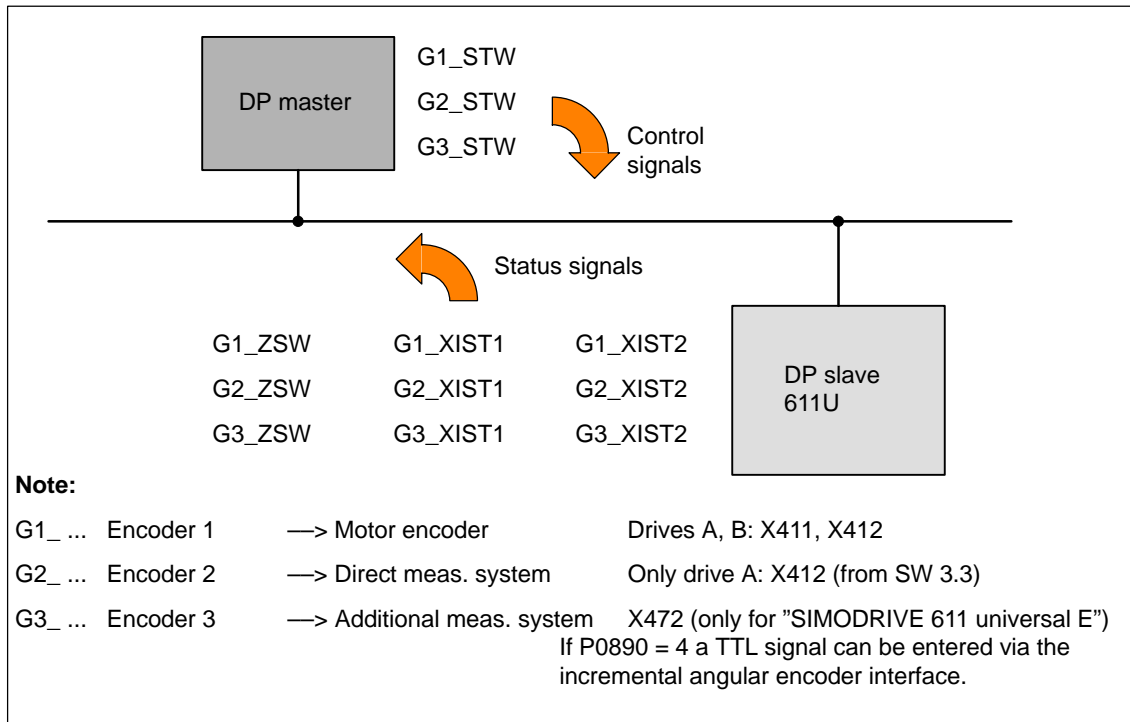 DP master
G1_STW
G2_STW
G3_STW
Control
signals
Status signals
G1_ZSW G1_XIST1 G1_XIST2
G2_ZSW G2_XIST1 G2_XIST2
G3_ZSW G3_XIST1 G3_XIST2
DP slave
611U
Note:
G1_ ... Encoder 1 —> Motor encoder Drives A, B: X411, X412
G2_ ... Encoder 2 —> Direct meas. system Only drive A: X412 (from SW 3.3)
G3_ ... Encoder 3 —> Additional meas. system X472 (only for ”SIMODRIVE 611 universal E”)
If P0890 = 4 a TTL signal can be entered via the
incremental angular encoder interface.